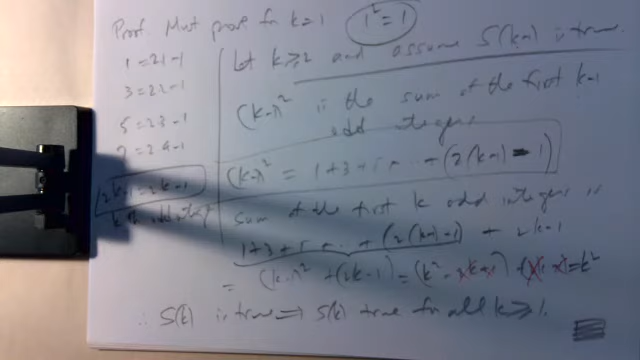 Proof. Must prove for k=1 1²=1
1 = 2·1-1
3 = 2·2-1
5 = 2·3-1
7 = 2·4-1
2k-1
k odd integer
Let k≥2 and assume S(k-1) is true.
(k-1)² is the sum of the first k-1
odd integers
(k-1)² = 1+3+5+...+(2(k-1)-1)
Sum of the first k odd integers is
1+3+5+...+(2(k-1)-1) + 2k-1
= (k-1)² + (2k-1) = (k²-2k+1) + (2k-1) = k²
∴ S(k) is true ⟹ S(k) true for all k≥1.